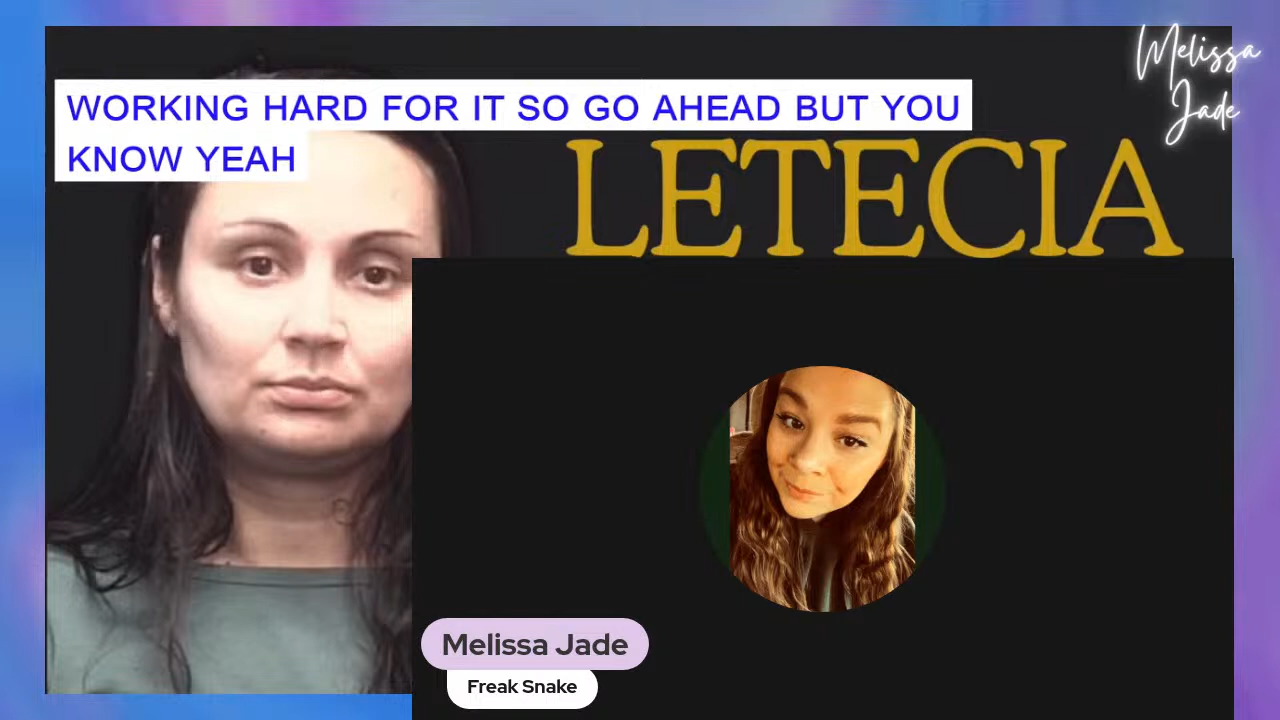 WORKING HARD FOR IT SO GO AHEAD BUT YOU
KNOW YEAH
Melissa
Jade
LETECIA
Melissa Jade
Freak Snake